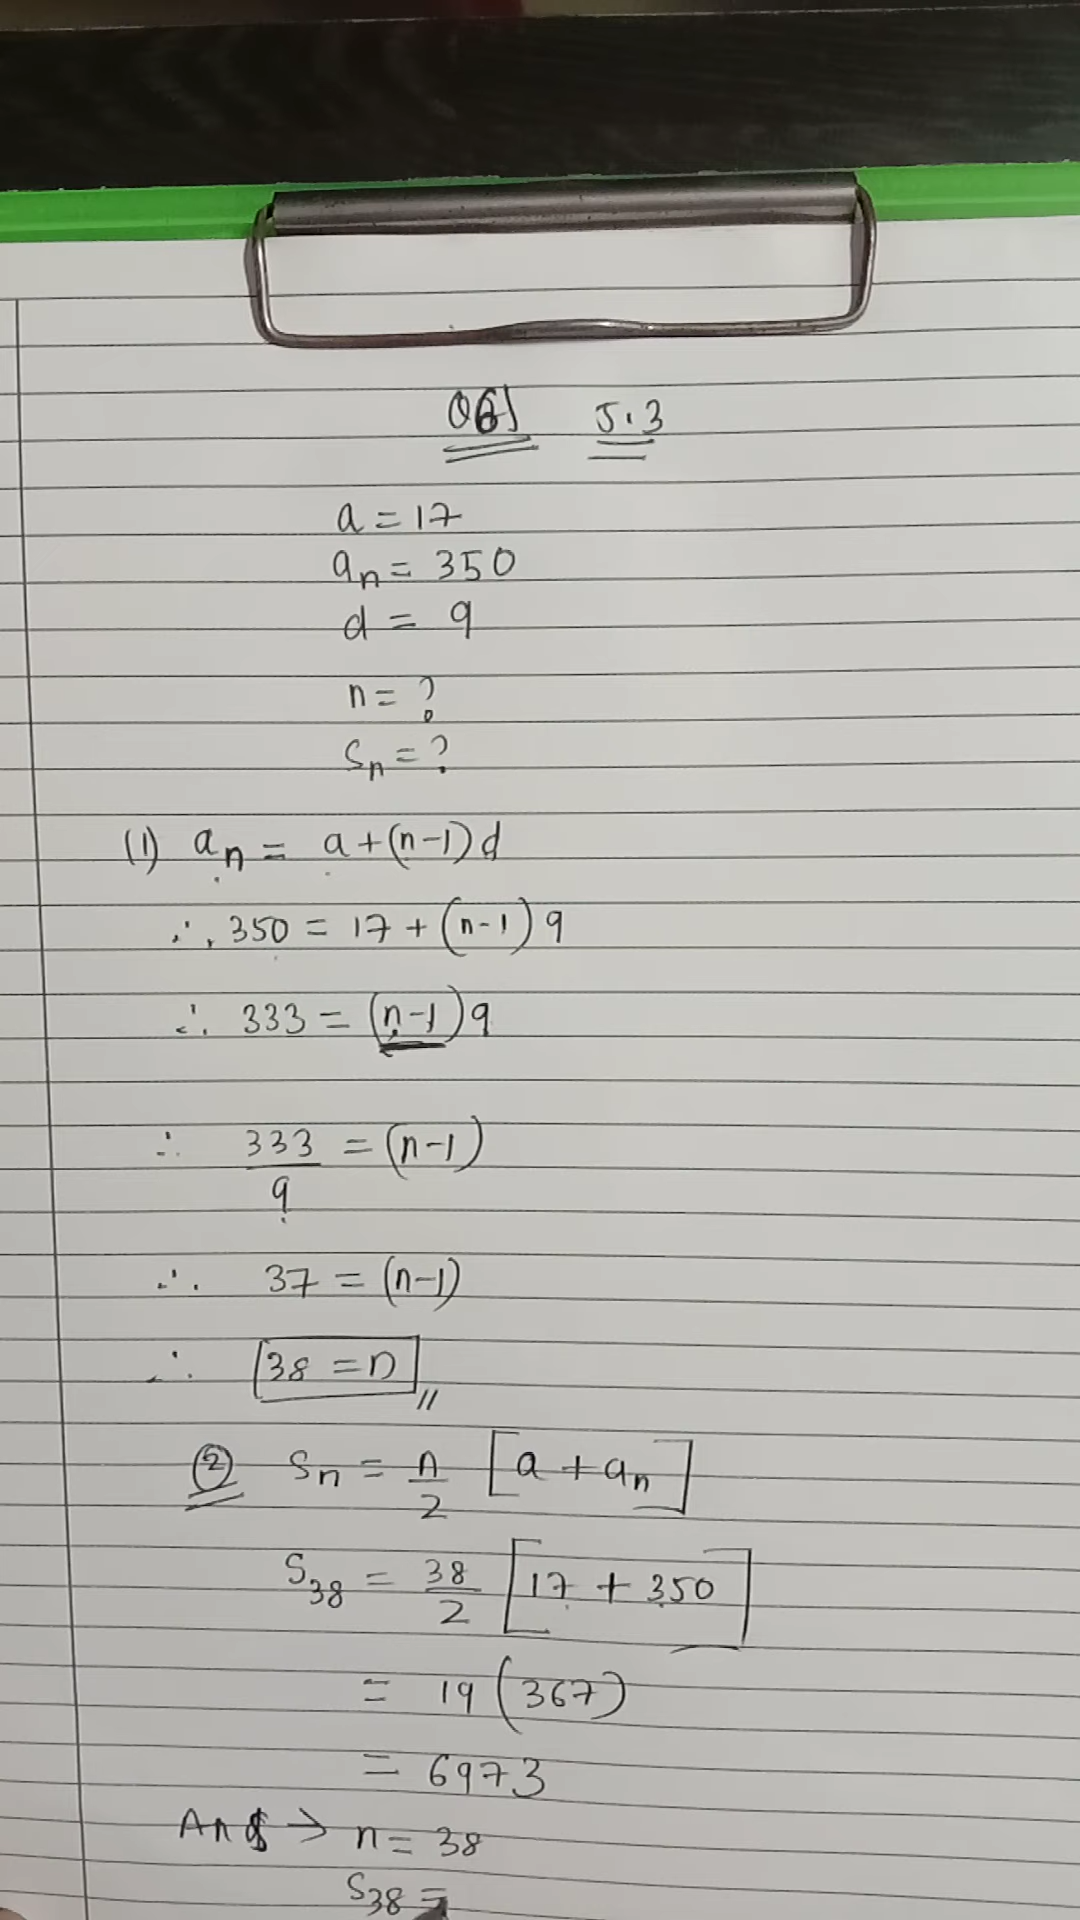 Q6) 5.3
a = 17
aₙ = 350
d = 9
n = ?
Sₙ = ?
(1) aₙ = a + (n-1) d
∴ 350 = 17 + (n-1) 9
∴ 333 = (n-1) 9
∴ 333/9 = (n-1)
∴ 37 = (n-1)
∴ 38 = n
② Sₙ = n/2 [a + aₙ]
S₃₈ = 38/2 [17 + 350]
= 19 (367)
= 6973
Ans → n = 38
S₃₈ =